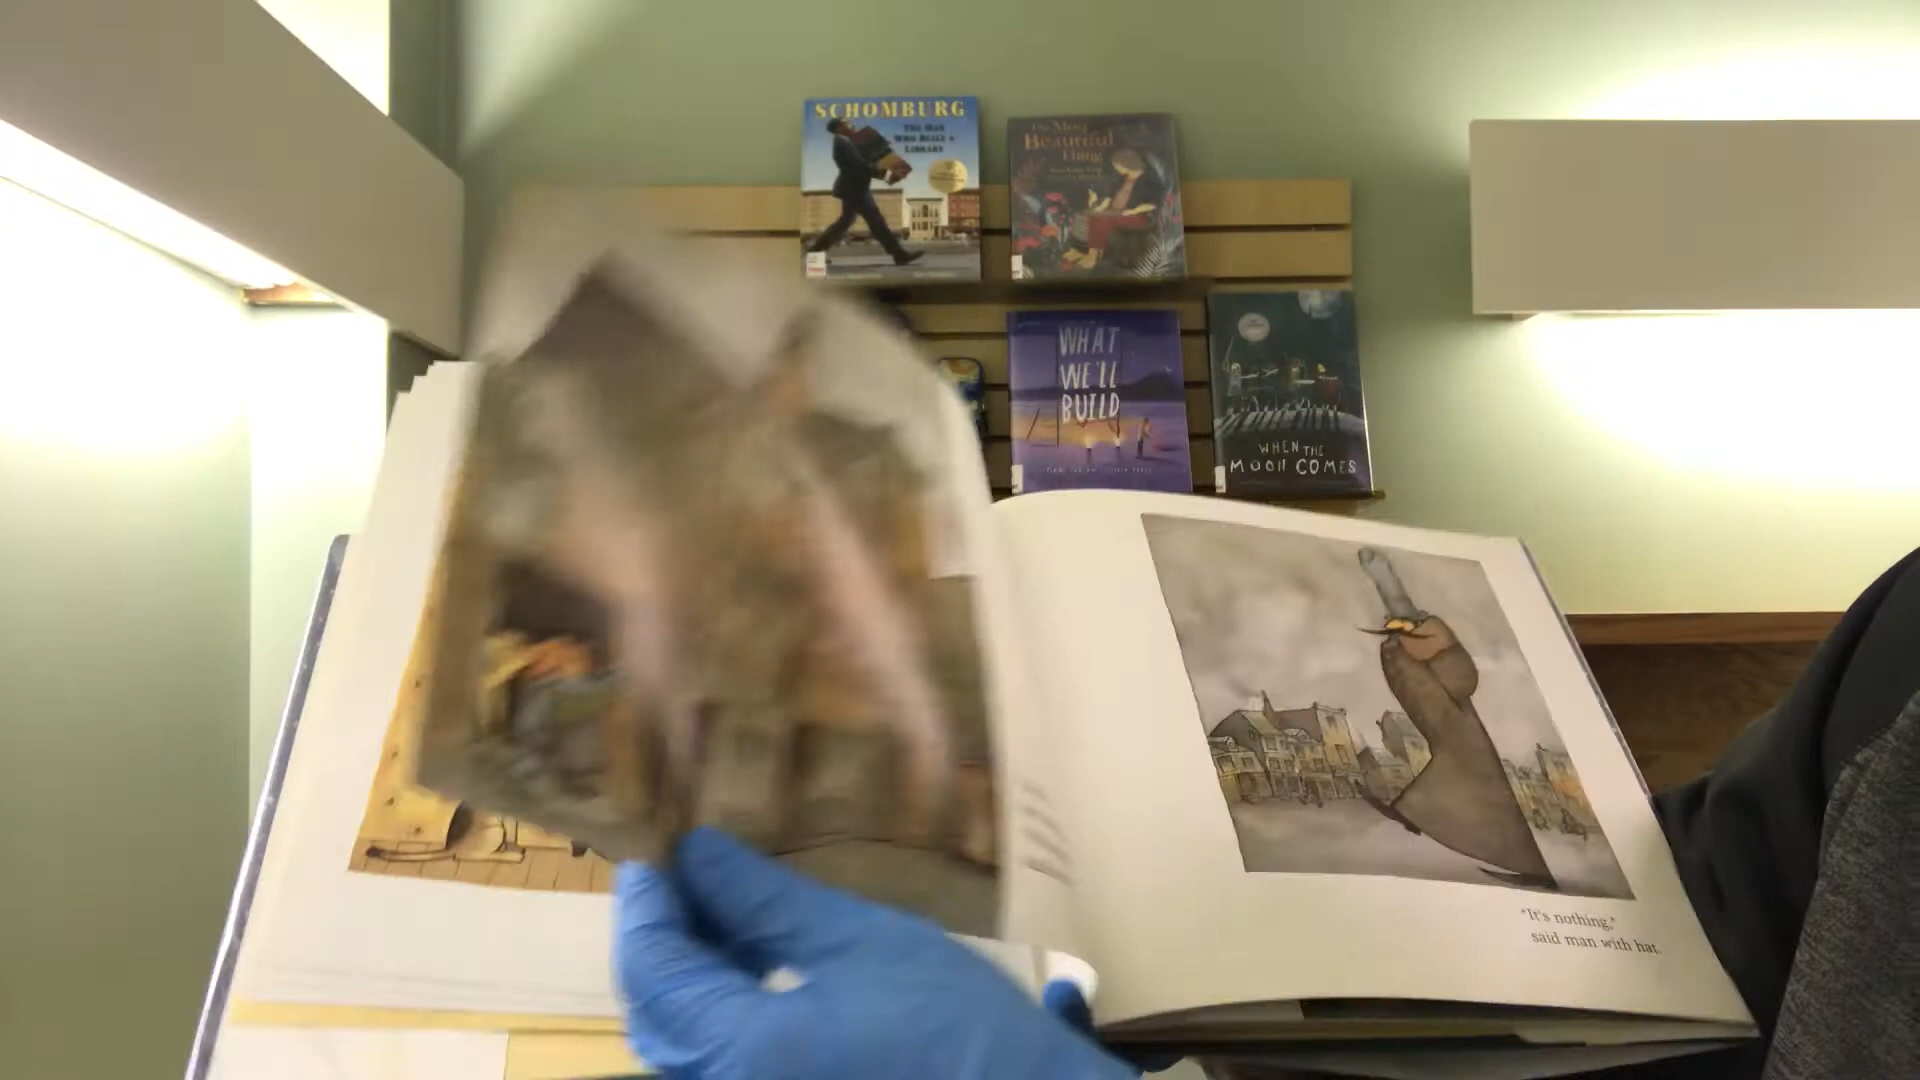 SCHOMBURG
THE MAN
WHO BUILT A
LIBRARY
The Most
Beautiful
Thing
WHAT
WE'LL
BUILD
WHEN THE
MOON COMES
"It's nothing,"
said man with hat.